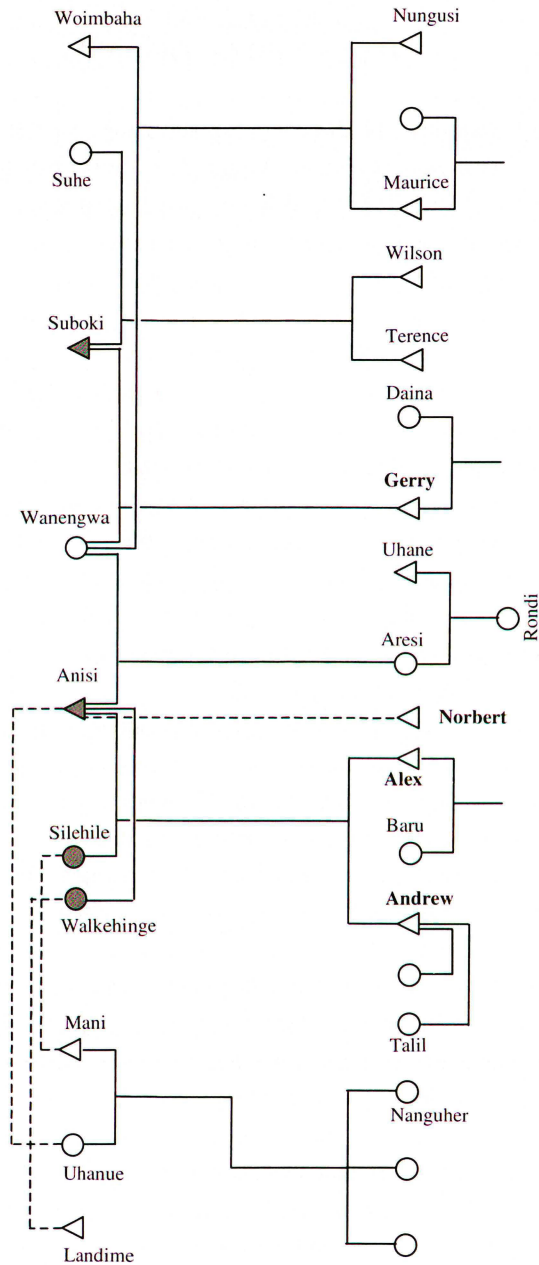 Woimbaha
Nungusi
Suhe
Maurice
Wilson
Suboki
Terence
Daina
Gerry
Wanengwa
Uhane
Rondi
Aresi
Anisi
Norbert
Alex
Baru
Silehile
Andrew
Walkehinge
Mani
Talil
Nanguher
Uhanue
Landime